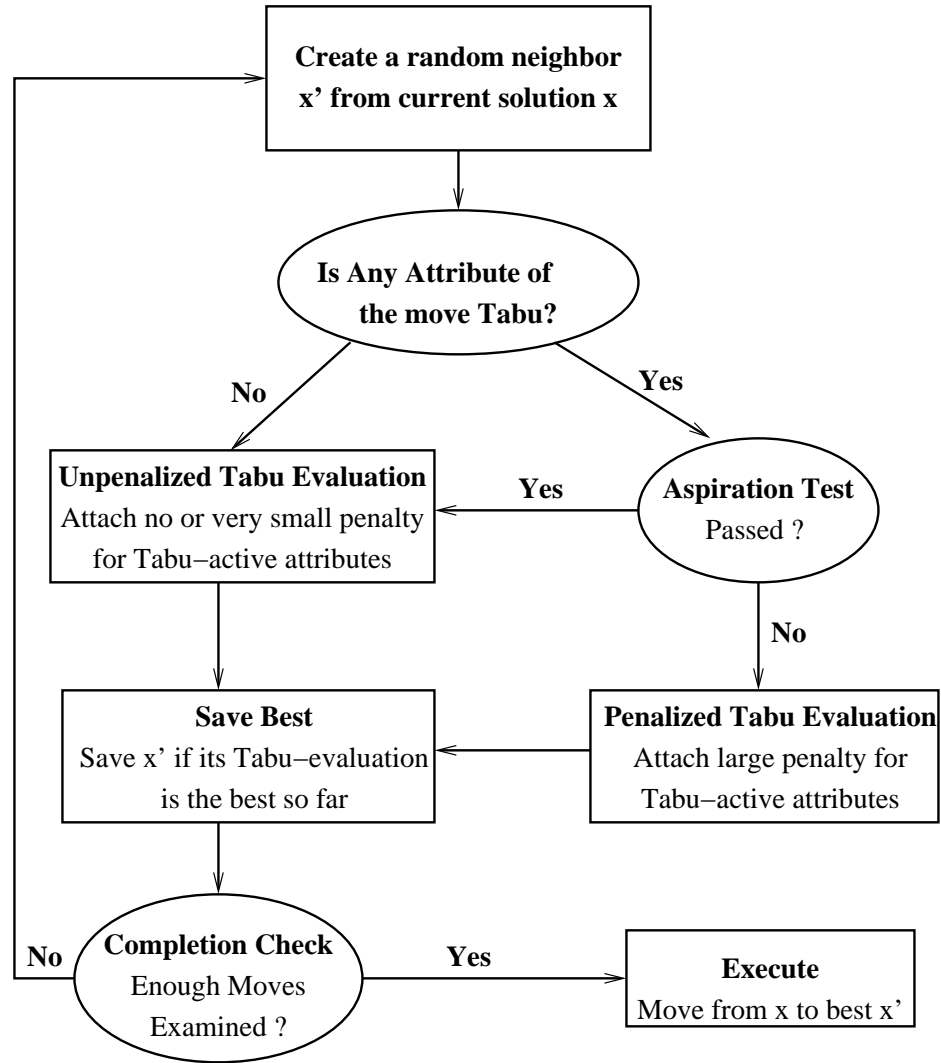 Create a random neighbor
x’ from current solution x
Is Any Attribute of
the move Tabu?
No
Yes
Unpenalized Tabu Evaluation
Attach no or very small penalty
for Tabu−active attributes
Yes
Aspiration Test
Passed ?
No
Save Best
Save x’ if its Tabu−evaluation
is the best so far
Penalized Tabu Evaluation
Attach large penalty for
Tabu−active attributes
No
Completion Check
Enough Moves
Examined ?
Yes
Execute
Move from x to best x’